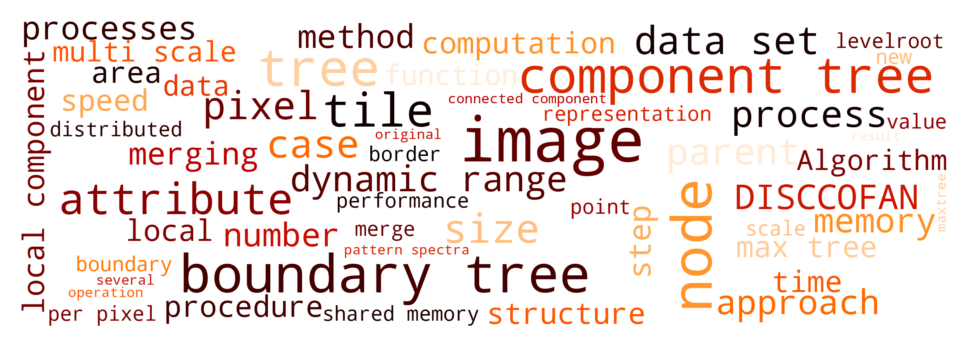 processes
multi scale
method
computation
data set
levelroot
new
area
data
tree
function
component tree
speed
pixel
tile
connected component
representation
process
value
distributed
original
result
merging
case
border
image
parent
Algorithm
local component
attribute
dynamic range
performance
point
node
DISCCOFAN
maxtree
local
number
merge
size
step
scale
memory
pattern spectra
max tree
boundary
several
operation
boundary tree
time
per pixel
procedure
shared memory
structure
approach